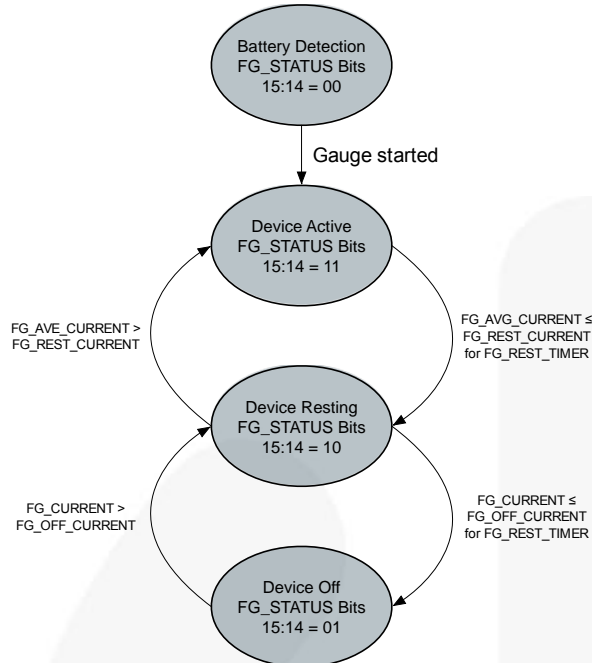 Battery Detection
FG_STATUS Bits
15:14 = 00
Gauge started
Device Active
FG_STATUS Bits
15:14 = 11
FG_AVE_CURRENT >
FG_REST_CURRENT
FG_AVG_CURRENT ≤
FG_REST_CURRENT
for FG_REST_TIMER
Device Resting
FG_STATUS Bits
15:14 = 10
FG_CURRENT >
FG_OFF_CURRENT
FG_CURRENT ≤
FG_OFF_CURRENT
for FG_REST_TIMER
Device Off
FG_STATUS Bits
15:14 = 01